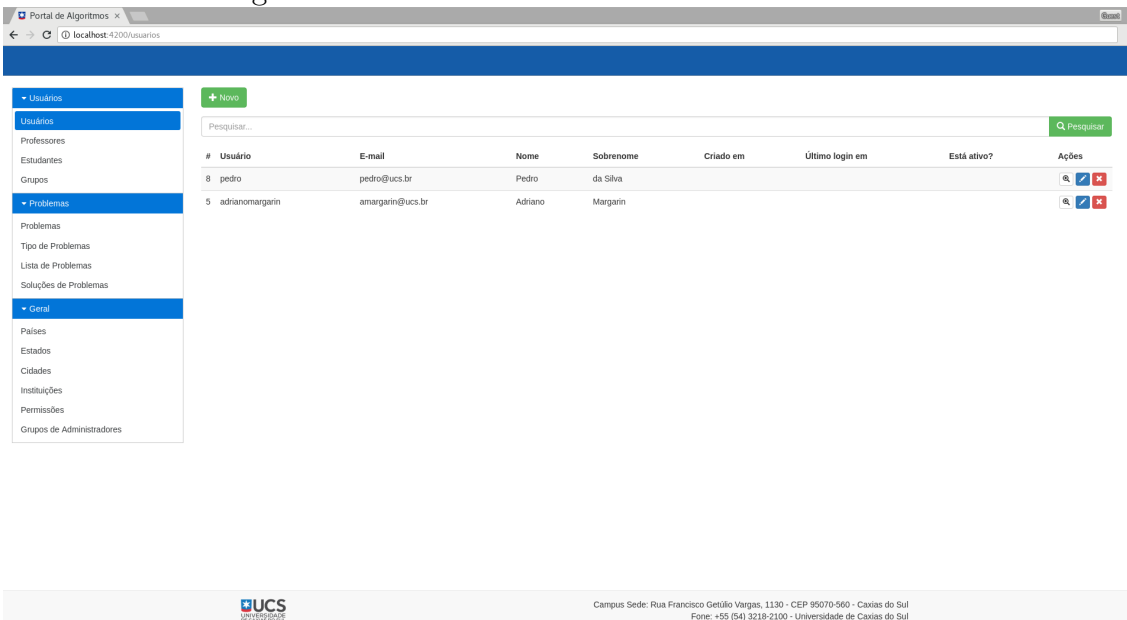 Portal de Algoritmos ×
Guest
localhost:4200/usuarios
Usuários
Usuários
Professores
Estudantes
Grupos
Problemas
Problemas
Tipo de Problemas
Lista de Problemas
Soluções de Problemas
Geral
Países
Estados
Cidades
Instituições
Permissões
Grupos de Administradores
Novo
Pesquisar... Pesquisar
# Usuário E-mail Nome Sobrenome Criado em Último login em Está ativo? Ações
8 pedro pedro@ucs.br Pedro da Silva
5 adrianomargarin amargarin@ucs.br Adriano Margarin
UCS
UNIVERSIDADE
Campus Sede: Rua Francisco Getúlio Vargas, 1130 - CEP 95070-560 - Caxias do Sul
Fone: +55 (54) 3218-2100 - Universidade de Caxias do Sul